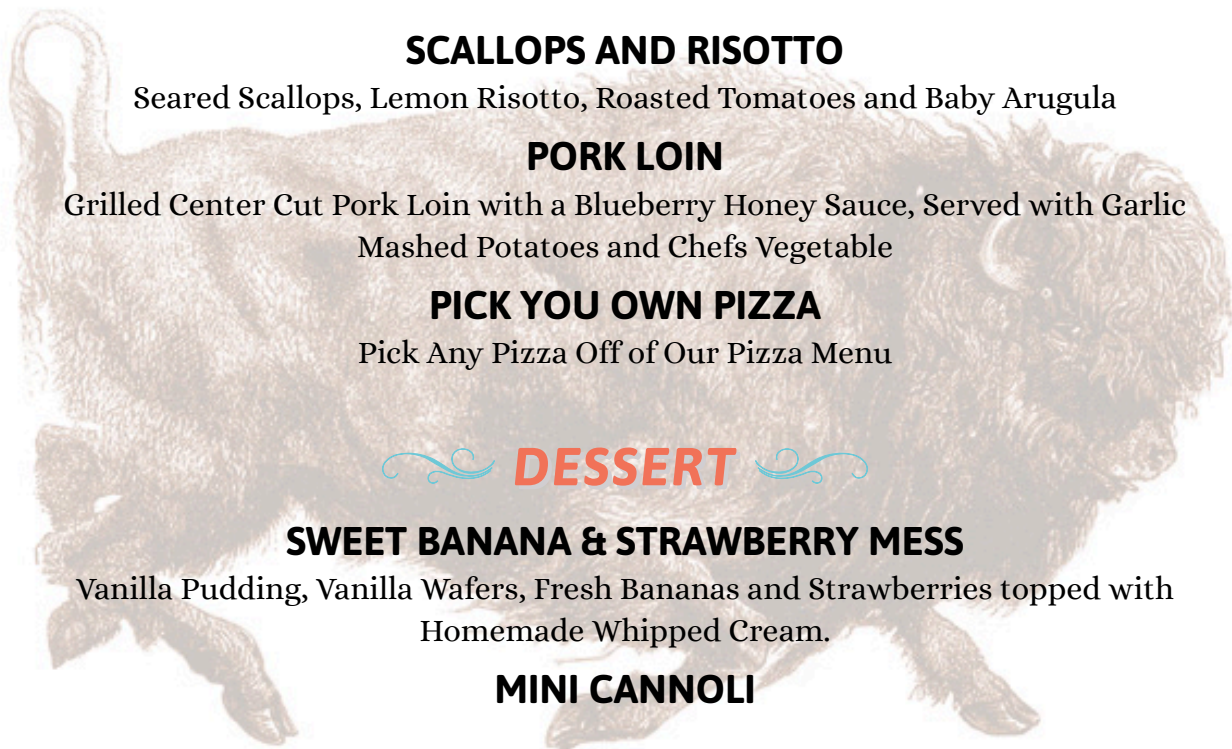 SCALLOPS AND RISOTTO
Seared Scallops, Lemon Risotto, Roasted Tomatoes and Baby Arugula
PORK LOIN
Grilled Center Cut Pork Loin with a Blueberry Honey Sauce, Served with Garlic
Mashed Potatoes and Chefs Vegetable
PICK YOU OWN PIZZA
Pick Any Pizza Off of Our Pizza Menu
DESSERT
SWEET BANANA & STRAWBERRY MESS
Vanilla Pudding, Vanilla Wafers, Fresh Bananas and Strawberries topped with
Homemade Whipped Cream.
MINI CANNOLI